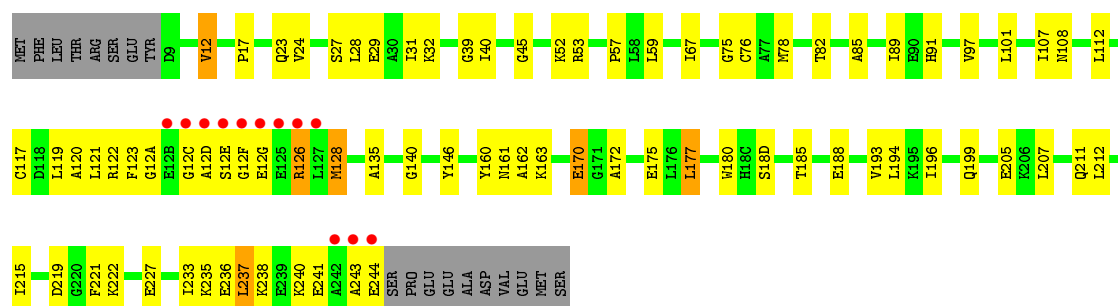 MET PHE LEU THR ARG SER GLU TYR D9 V12 P17 Q23 V24 S27 L28 E29 A30 I31 K32 G39 I40 G45 K52 R53 P57 L58 L59 I67 G75 C76 A77 M78 T82 A85 I89 E90 H91 V97 L101 I107 N108 L112
C117 D118 L119 A120 L121 R122 F123 G12A E12B G12C A12D S12E G12F E12G E125 R126 L127 M128 A135 G140 Y146 Y160 N161 A162 K163 E170 G171 A172 E175 L176 L177 W180 H18C S18D T185 E188 V193 L194 K195 I196 Q199 E205 K206 L207 Q211 L212
I215 D219 G220 F221 K222 E227 I233 K235 E236 L237 K238 E239 K240 E241 A242 A243 E244 SER PRO GLU GLU ALA ASP VAL GLU MET SER